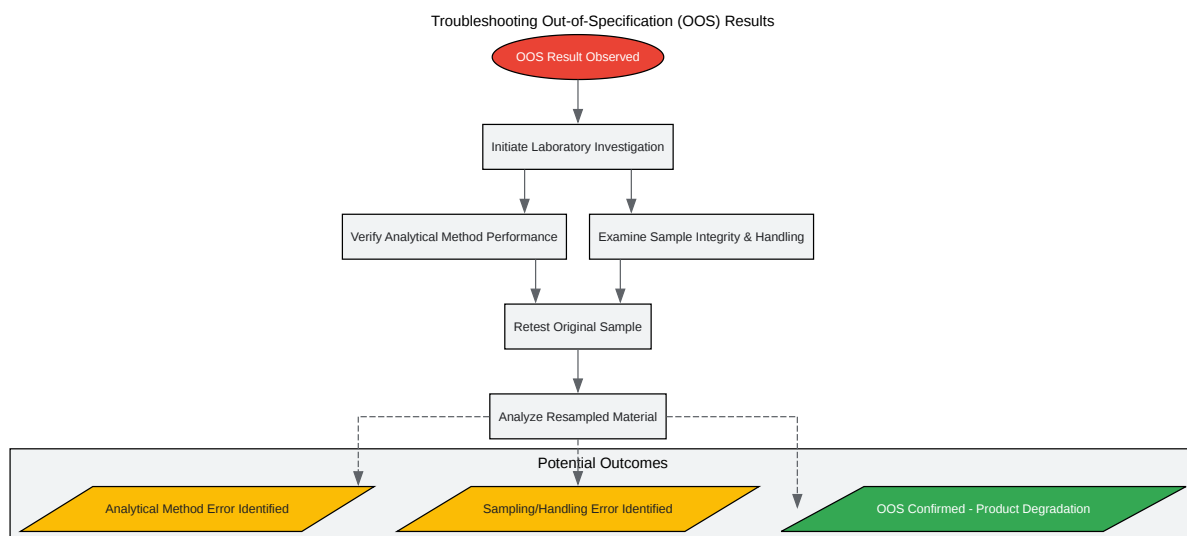 Troubleshooting Out-of-Specification (OOS) Results
OOS Result Observed
Initiate Laboratory Investigation
Verify Analytical Method Performance
Examine Sample Integrity & Handling
Retest Original Sample
Analyze Resampled Material
Potential Outcomes
Analytical Method Error Identified
Sampling/Handling Error Identified
OOS Confirmed - Product Degradation